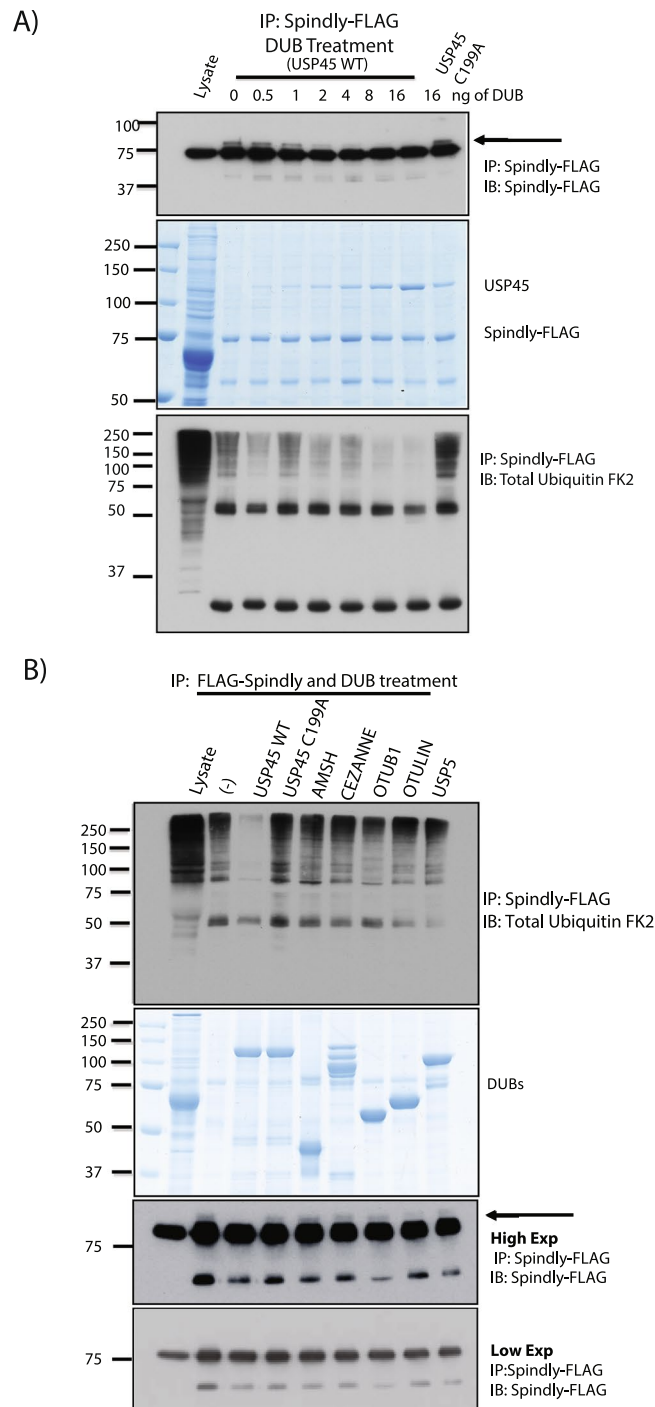 A)
IP: Spindly-FLAG
DUB Treatment
(USP45 WT)
Lysate
0 0.5 1 2 4 8 16 16 ng of DUB
USP45
C199A
100
75
37
IP: Spindly-FLAG
IB: Spindly-FLAG
250
150
100
75
50
USP45
Spindly-FLAG
250
150
100
75
50
37
IP: Spindly-FLAG
IB: Total Ubiquitin FK2
B)
IP: FLAG-Spindly and DUB treatment
Lysate
(-)
USP45 WT
USP45 C199A
AMSH
CEZANNE
OTUB1
OTULIN
USP5
250
150
100
75
50
37
IP: Spindly-FLAG
IB: Total Ubiquitin FK2
250
150
100
75
50
37
DUBs
75
High Exp
IP: Spindly-FLAG
IB: Spindly-FLAG
75
Low Exp
IP:Spindly-FLAG
IB: Spindly-FLAG